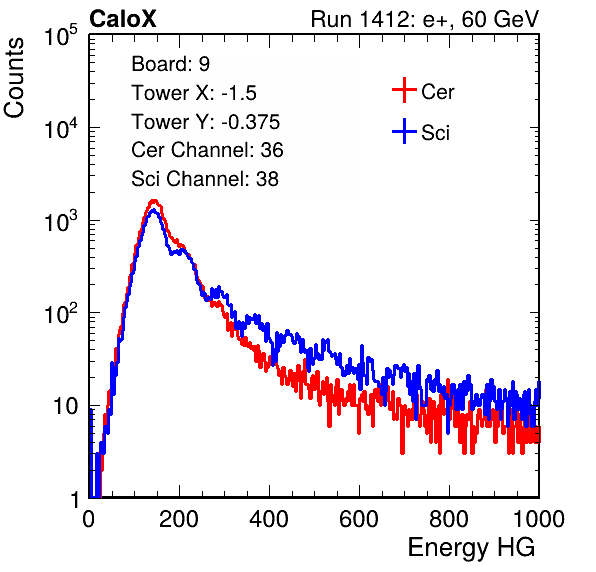 CaloX Run 1412: e+, 60 GeV
Counts
Board: 9
Tower X: -1.5
Tower Y: -0.375
Cer Channel: 36
Sci Channel: 38
Cer
Sci
10^5
10^4
10^3
10^2
10
1
0 200 400 600 800 1000
Energy HG